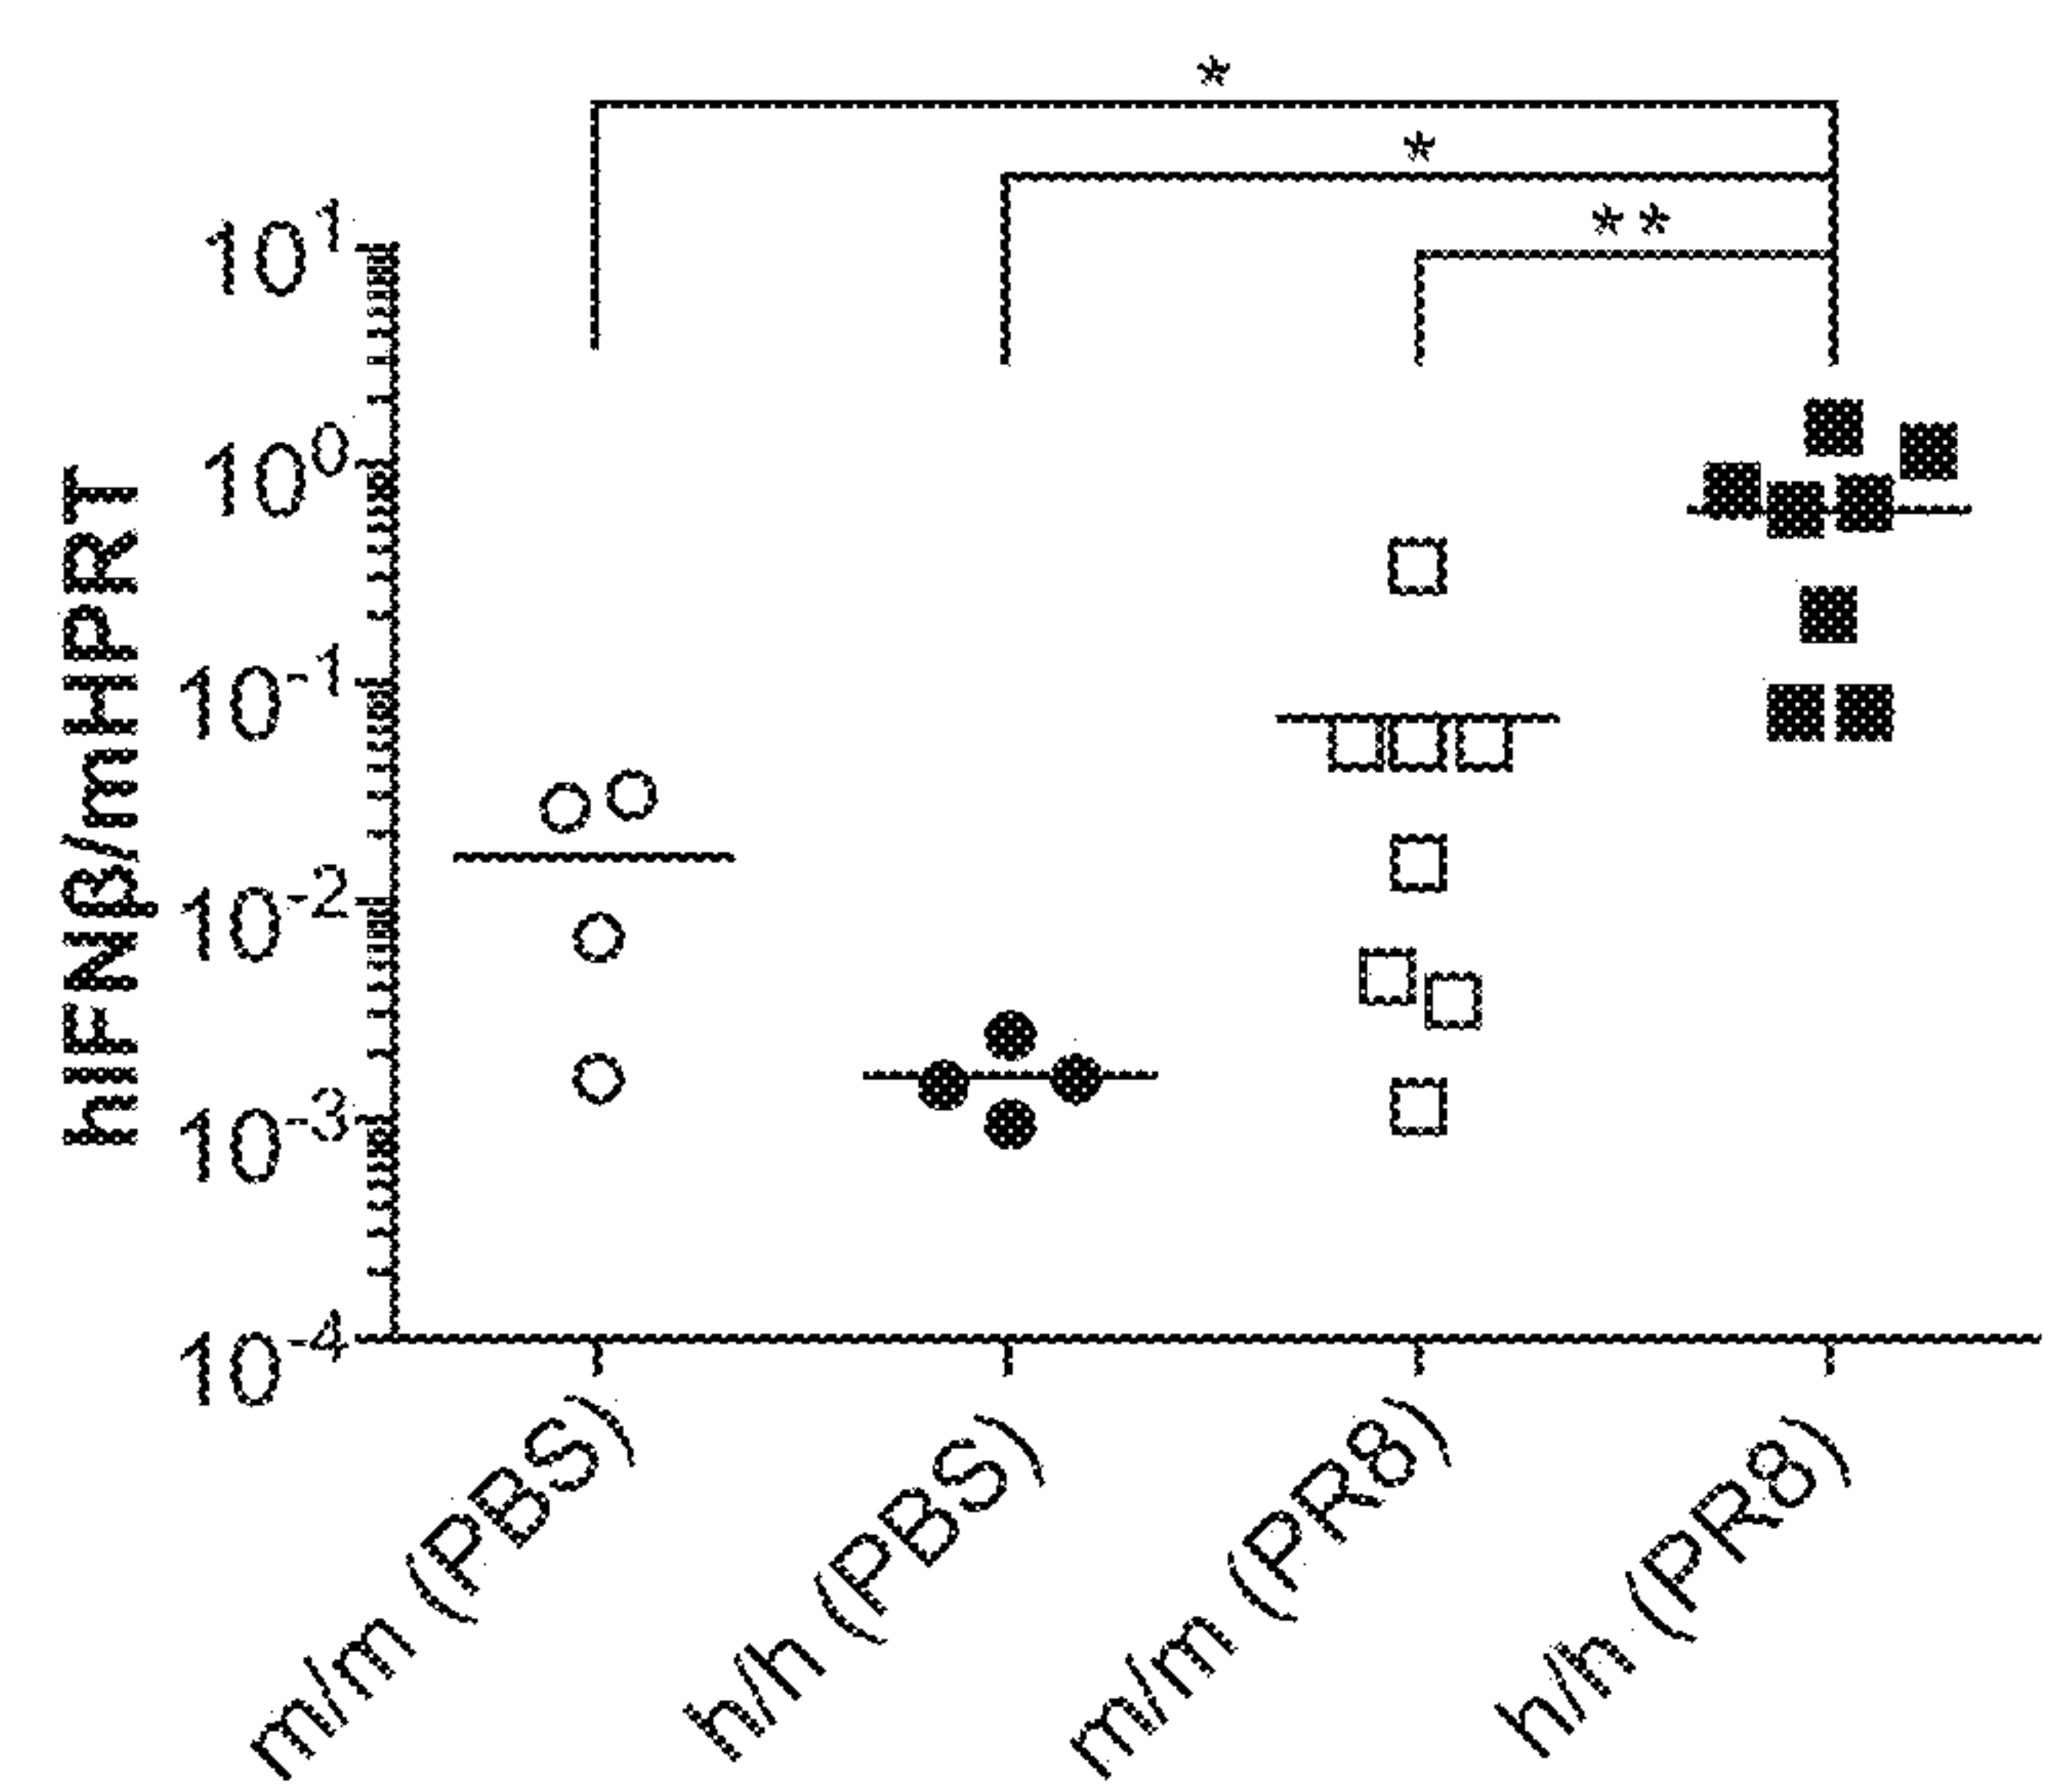 *
*
**
10^1
10^0
10^-1
10^-2
10^-3
10^-4
hIFNβ/mHPRT
m/m (PBS)
h/h (PBS)
m/m (PR8)
h/h (PR8)